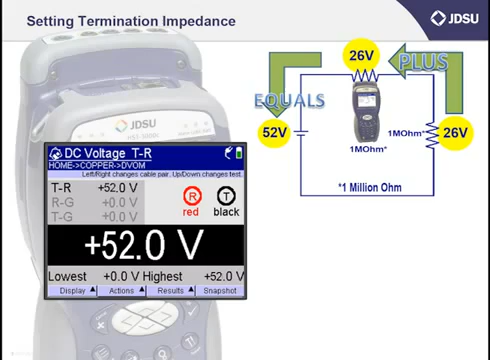 Setting Termination Impedance
JDSU
26V
PLUS
EQUALS
52V
1MOhm*
1MOhm*
26V
*1 Million Ohm
JDSU
HST-3000c
DC Voltage T-R
HOME->COPPER->DVOM
Left/Right changes cable pair, Up/Down changes test.
T-R +52.0 V
R-G +0.0 V
T-G +0.0 V
R T
red black
+52.0 V
Lowest +0.0 V Highest +52.0 V
Display Actions Results Snapshot